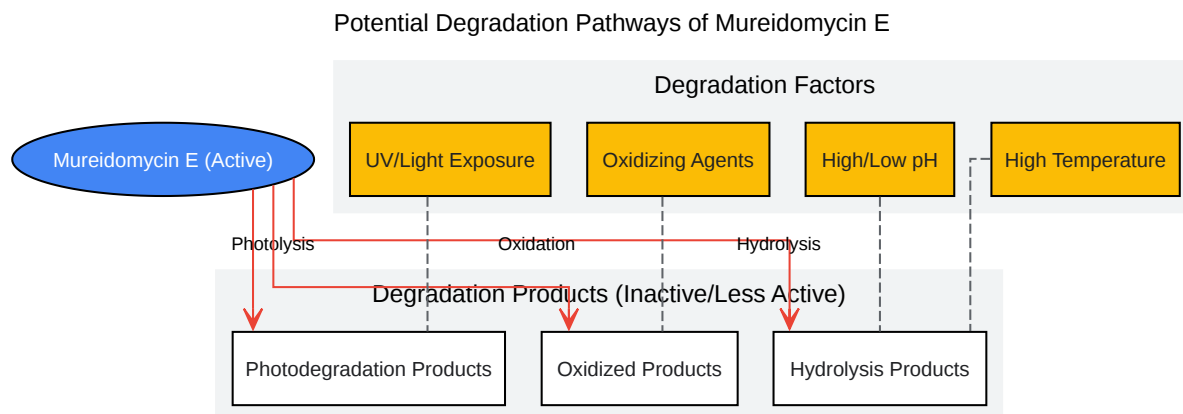 Potential Degradation Pathways of Mureidomycin E
Degradation Factors
Mureidomycin E (Active)
UV/Light Exposure
Oxidizing Agents
High/Low pH
High Temperature
Photolysis
Oxidation
Hydrolysis
Degradation Products (Inactive/Less Active)
Photodegradation Products
Oxidized Products
Hydrolysis Products